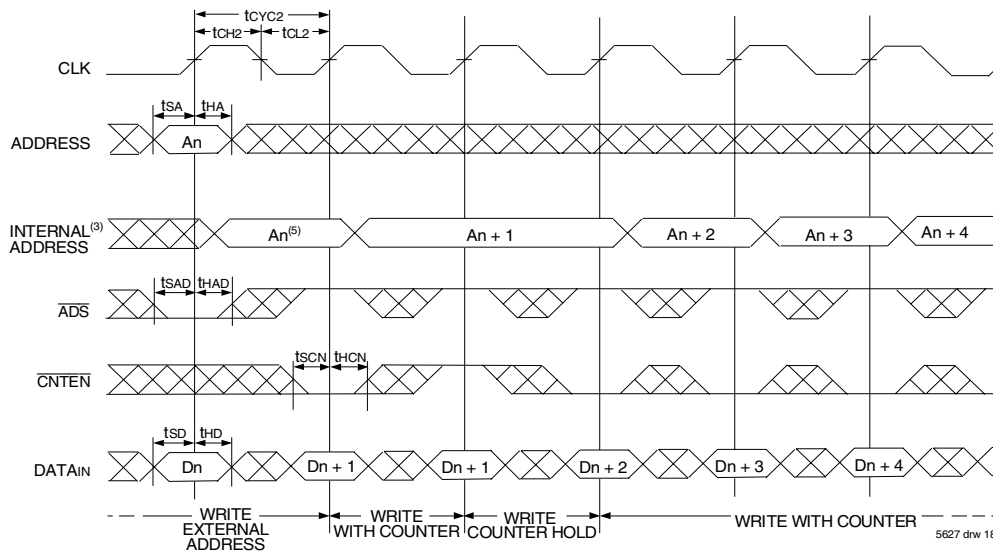 tCYC2
tCH2 tCL2
CLK
tSA tHA
ADDRESS An
INTERNAL(3)
ADDRESS
An(5) An + 1 An + 2 An + 3 An + 4
tSAD tHAD
ADS
tSCN tHCN
CNTEN
tSD tHD
DATAIN Dn Dn + 1 Dn + 1 Dn + 2 Dn + 3 Dn + 4
WRITE
EXTERNAL
ADDRESS
WRITE
WITH COUNTER
WRITE
COUNTER HOLD
WRITE WITH COUNTER
5627 drw 18